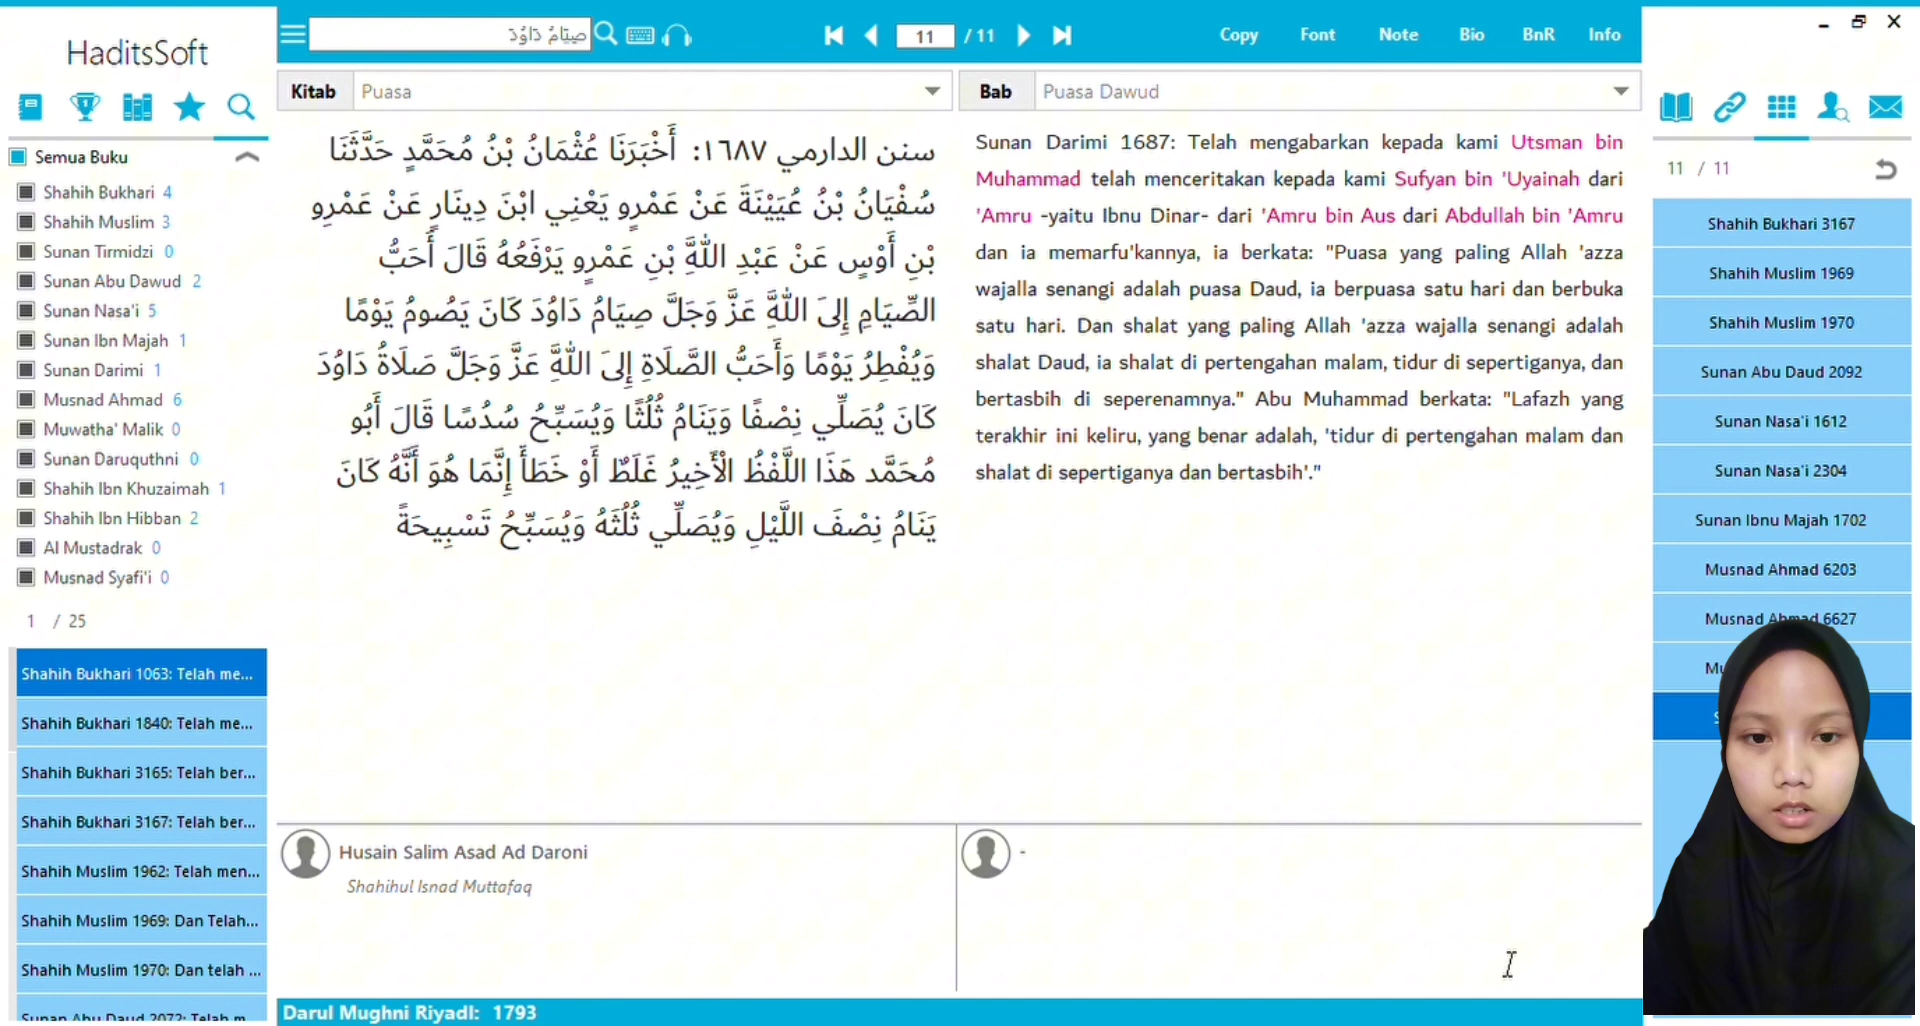 HaditsSoft
صِيَامُ دَاوُدَ
11 / 11
Copy
Font
Note
Bio
BnR
Info
Semua Buku
Shahih Bukhari 4
Shahih Muslim 3
Sunan Tirmidzi 0
Sunan Abu Dawud 2
Sunan Nasa'i 5
Sunan Ibn Majah 1
Sunan Darimi 1
Musnad Ahmad 6
Muwatha' Malik 0
Sunan Daruquthni 0
Shahih Ibn Khuzaimah 1
Shahih Ibn Hibban 2
Al Mustadrak 0
Musnad Syafi'i 0
1 / 25
Shahih Bukhari 1063: Telah me...
Shahih Bukhari 1840: Telah me...
Shahih Bukhari 3165: Telah ber...
Shahih Bukhari 3167: Telah ber...
Shahih Muslim 1962: Telah men...
Shahih Muslim 1969: Dan Telah...
Shahih Muslim 1970: Dan telah ...
Sunan Abu Daud 2072: Telah m...
Kitab Puasa
سنن الدارمي ١٦٨٧: أَخْبَرَنَا عُثْمَانُ بْنُ مُحَمَّدٍ حَدَّثَنَا
سُفْيَانُ بْنُ عُيَيْنَةَ عَنْ عَمْرٍو يَعْنِي ابْنَ دِينَارٍ عَنْ عَمْرِو
بْنِ أَوْسٍ عَنْ عَبْدِ اللَّهِ بْنِ عَمْرٍو يَرْفَعُهُ قَالَ أَحَبُّ
الصِّيَامِ إِلَى اللَّهِ عَزَّ وَجَلَّ صِيَامُ دَاوُدَ كَانَ يَصُومُ يَوْمًا
وَيُفْطِرُ يَوْمًا وَأَحَبُّ الصَّلَاةِ إِلَى اللَّهِ عَزَّ وَجَلَّ صَلَاةُ دَاوُدَ
كَانَ يُصَلِّي نِصْفًا وَيَنَامُ ثُلُثًا وَيُسَبِّحُ سُدُسًا قَالَ أَبُو
مُحَمَّد هَذَا اللَّفْظُ الْأَخِيرُ غَلَطٌ أَوْ خَطَأٌ إِنَّمَا هُوَ أَنَّهُ كَانَ
يَنَامُ نِصْفَ اللَّيْلِ وَيُصَلِّي ثُلُثَهُ وَيُسَبِّحُ تَسْبِيحَةً
Bab Puasa Dawud
Sunan Darimi 1687: Telah mengabarkan kepada kami Utsman bin
Muhammad telah menceritakan kepada kami Sufyan bin 'Uyainah dari
'Amru -yaitu Ibnu Dinar- dari 'Amru bin Aus dari Abdullah bin 'Amru
dan ia memarfu'kannya, ia berkata: "Puasa yang paling Allah 'azza
wajalla senangi adalah puasa Daud, ia berpuasa satu hari dan berbuka
satu hari. Dan shalat yang paling Allah 'azza wajalla senangi adalah
shalat Daud, ia shalat di pertengahan malam, tidur di sepertiganya, dan
bertasbih di seperenamnya." Abu Muhammad berkata: "Lafazh yang
terakhir ini keliru, yang benar adalah, 'tidur di pertengahan malam dan
shalat di sepertiganya dan bertasbih'."
Husain Salim Asad Ad Daroni
Shahihul Isnad Muttafaq
-
Darul Mughni Riyadl: 1793
11 / 11
Shahih Bukhari 3167
Shahih Muslim 1969
Shahih Muslim 1970
Sunan Abu Daud 2092
Sunan Nasa'i 1612
Sunan Nasa'i 2304
Sunan Ibnu Majah 1702
Musnad Ahmad 6203
Musnad Ahmad 6627